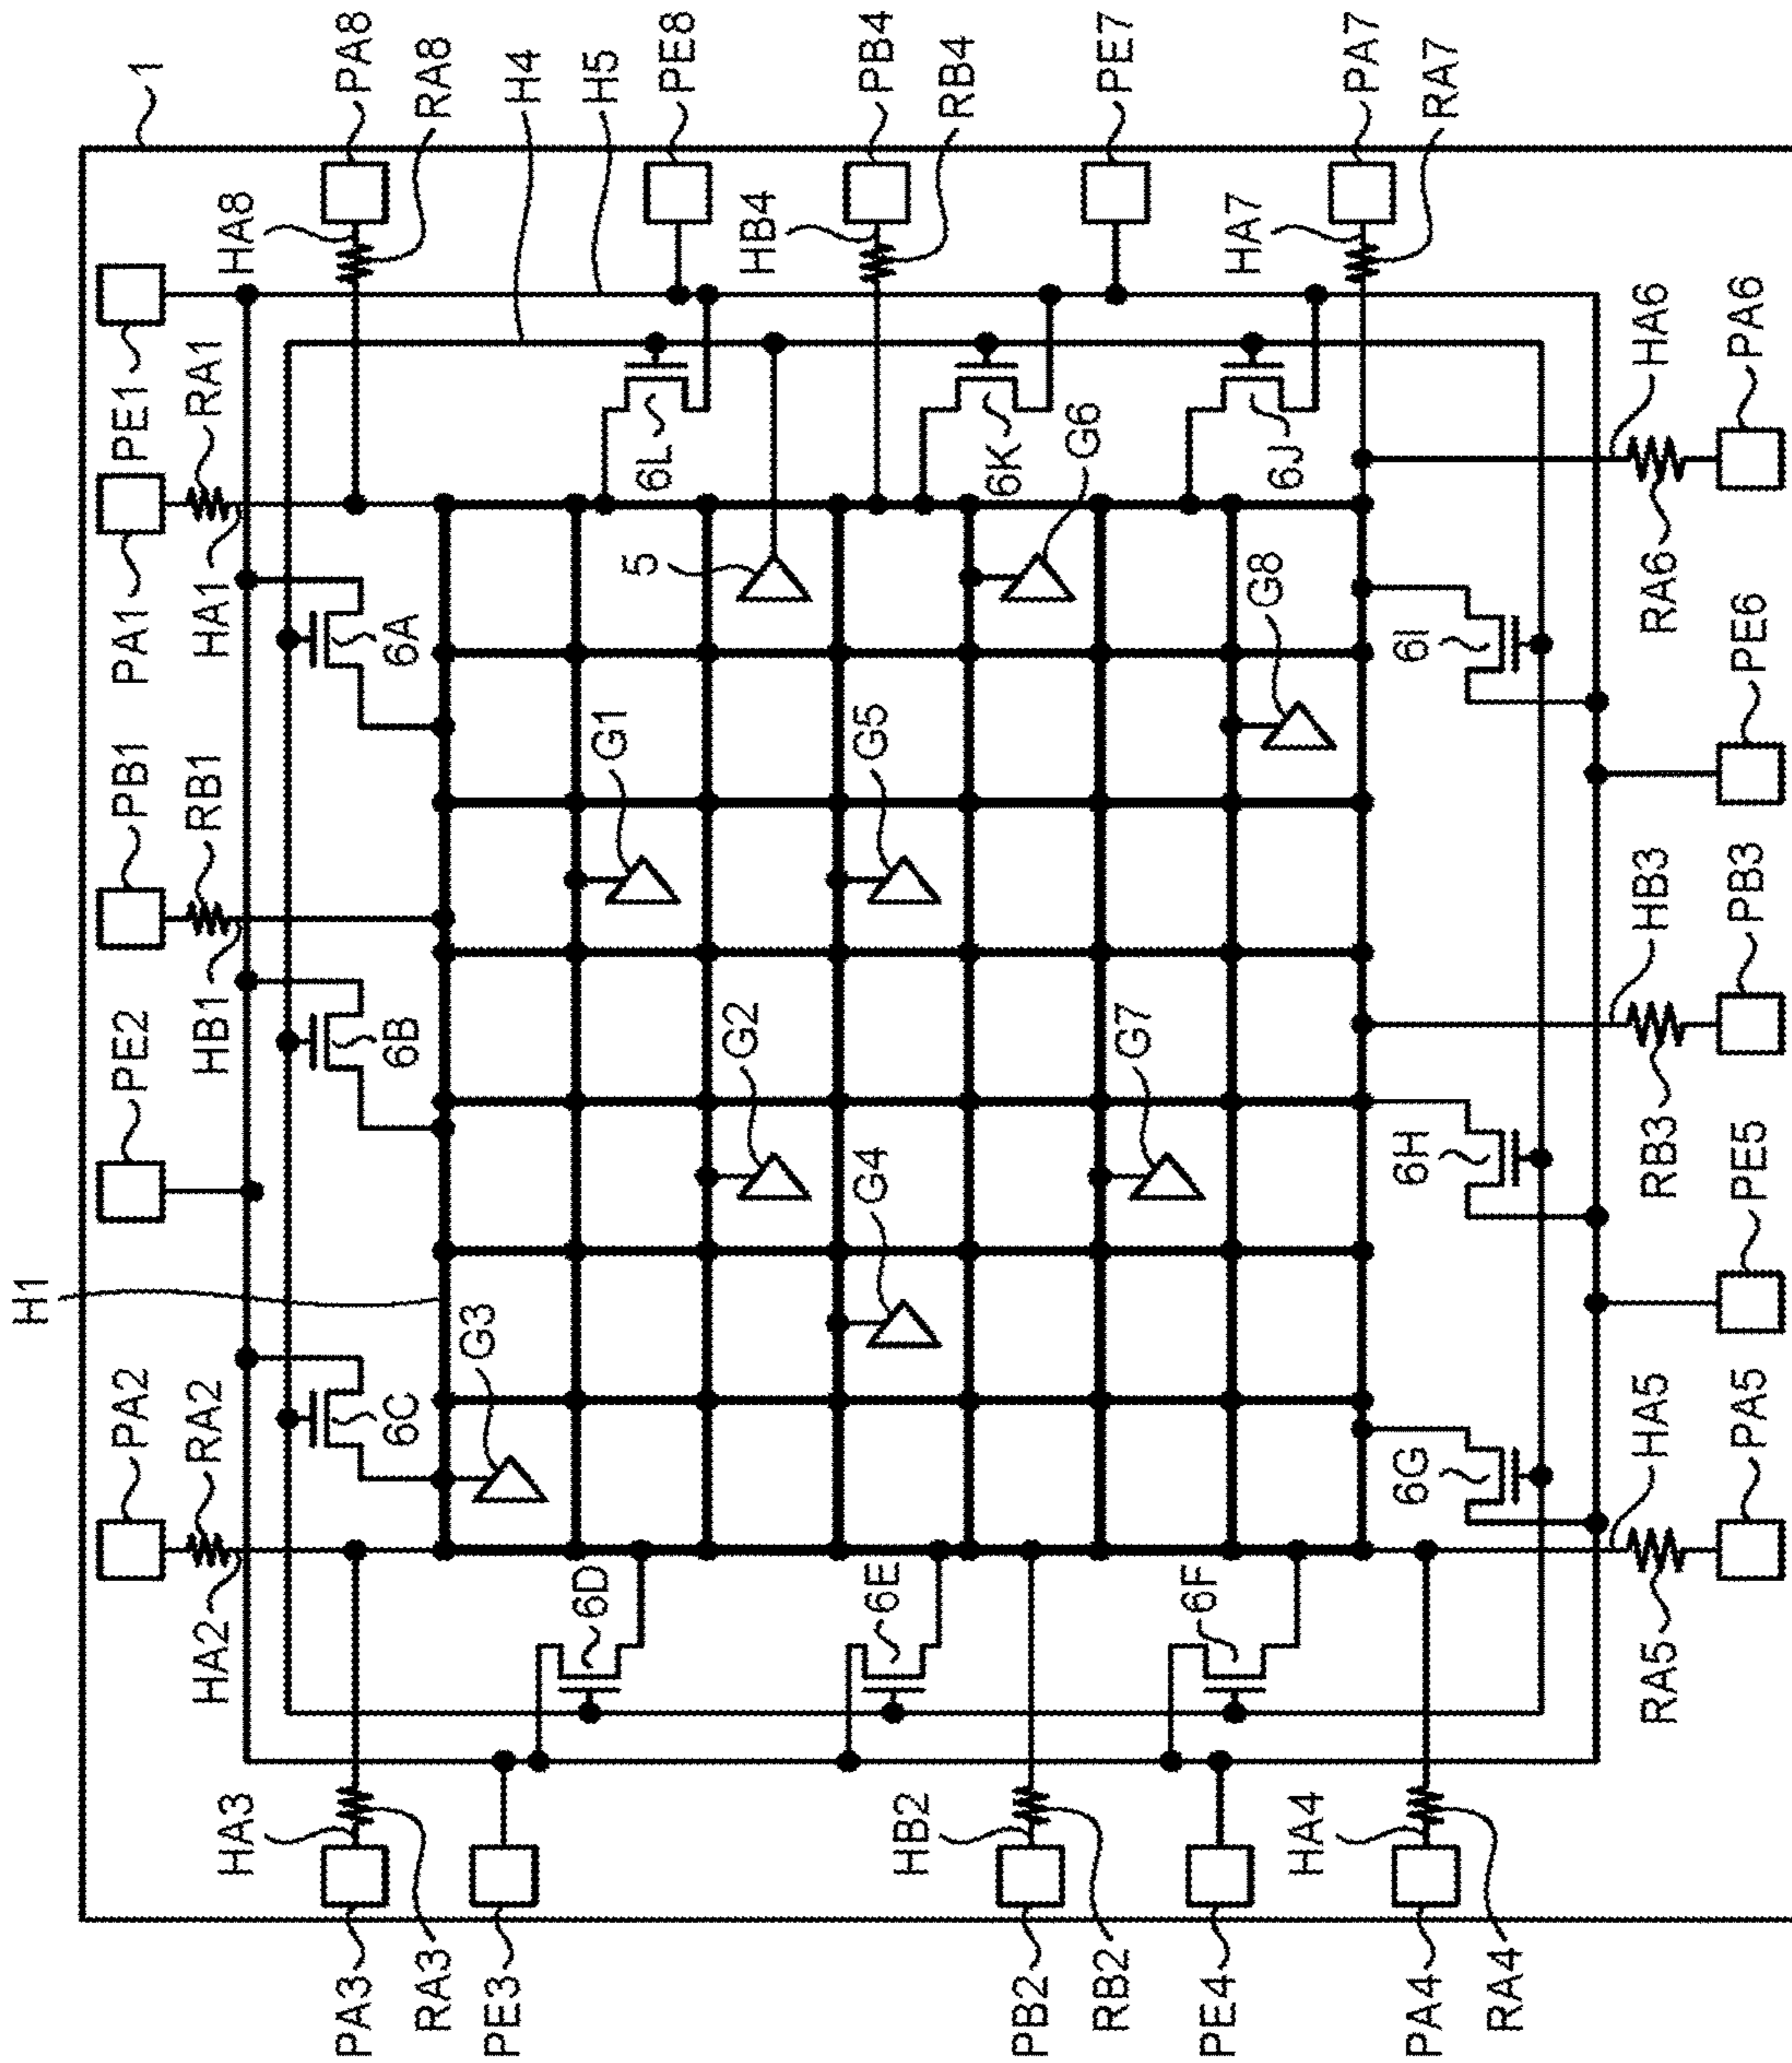 1
PA8
RA8
H4
H5
PE8
PB4
RB4
PE7
PA7
RA7
HA8
HB4
HA7
PE1
RA1
PA1
HA1
6A
6L
5
6K
G6
6J
G8
HA6
PA6
RA6
6I
PE6
PB1
RB1
HB1
G1
G5
HB3
PB3
RB3
PE2
6B
G2
G4
G7
6H
PE5
H1
G3
PA2
RA2
HA2
6C
6D
6E
6F
6G
HA5
PA5
RA5
HA3
HB2
HA4
PA3
RA3
PE3
PB2
RB2
PE4
PA4
RA4